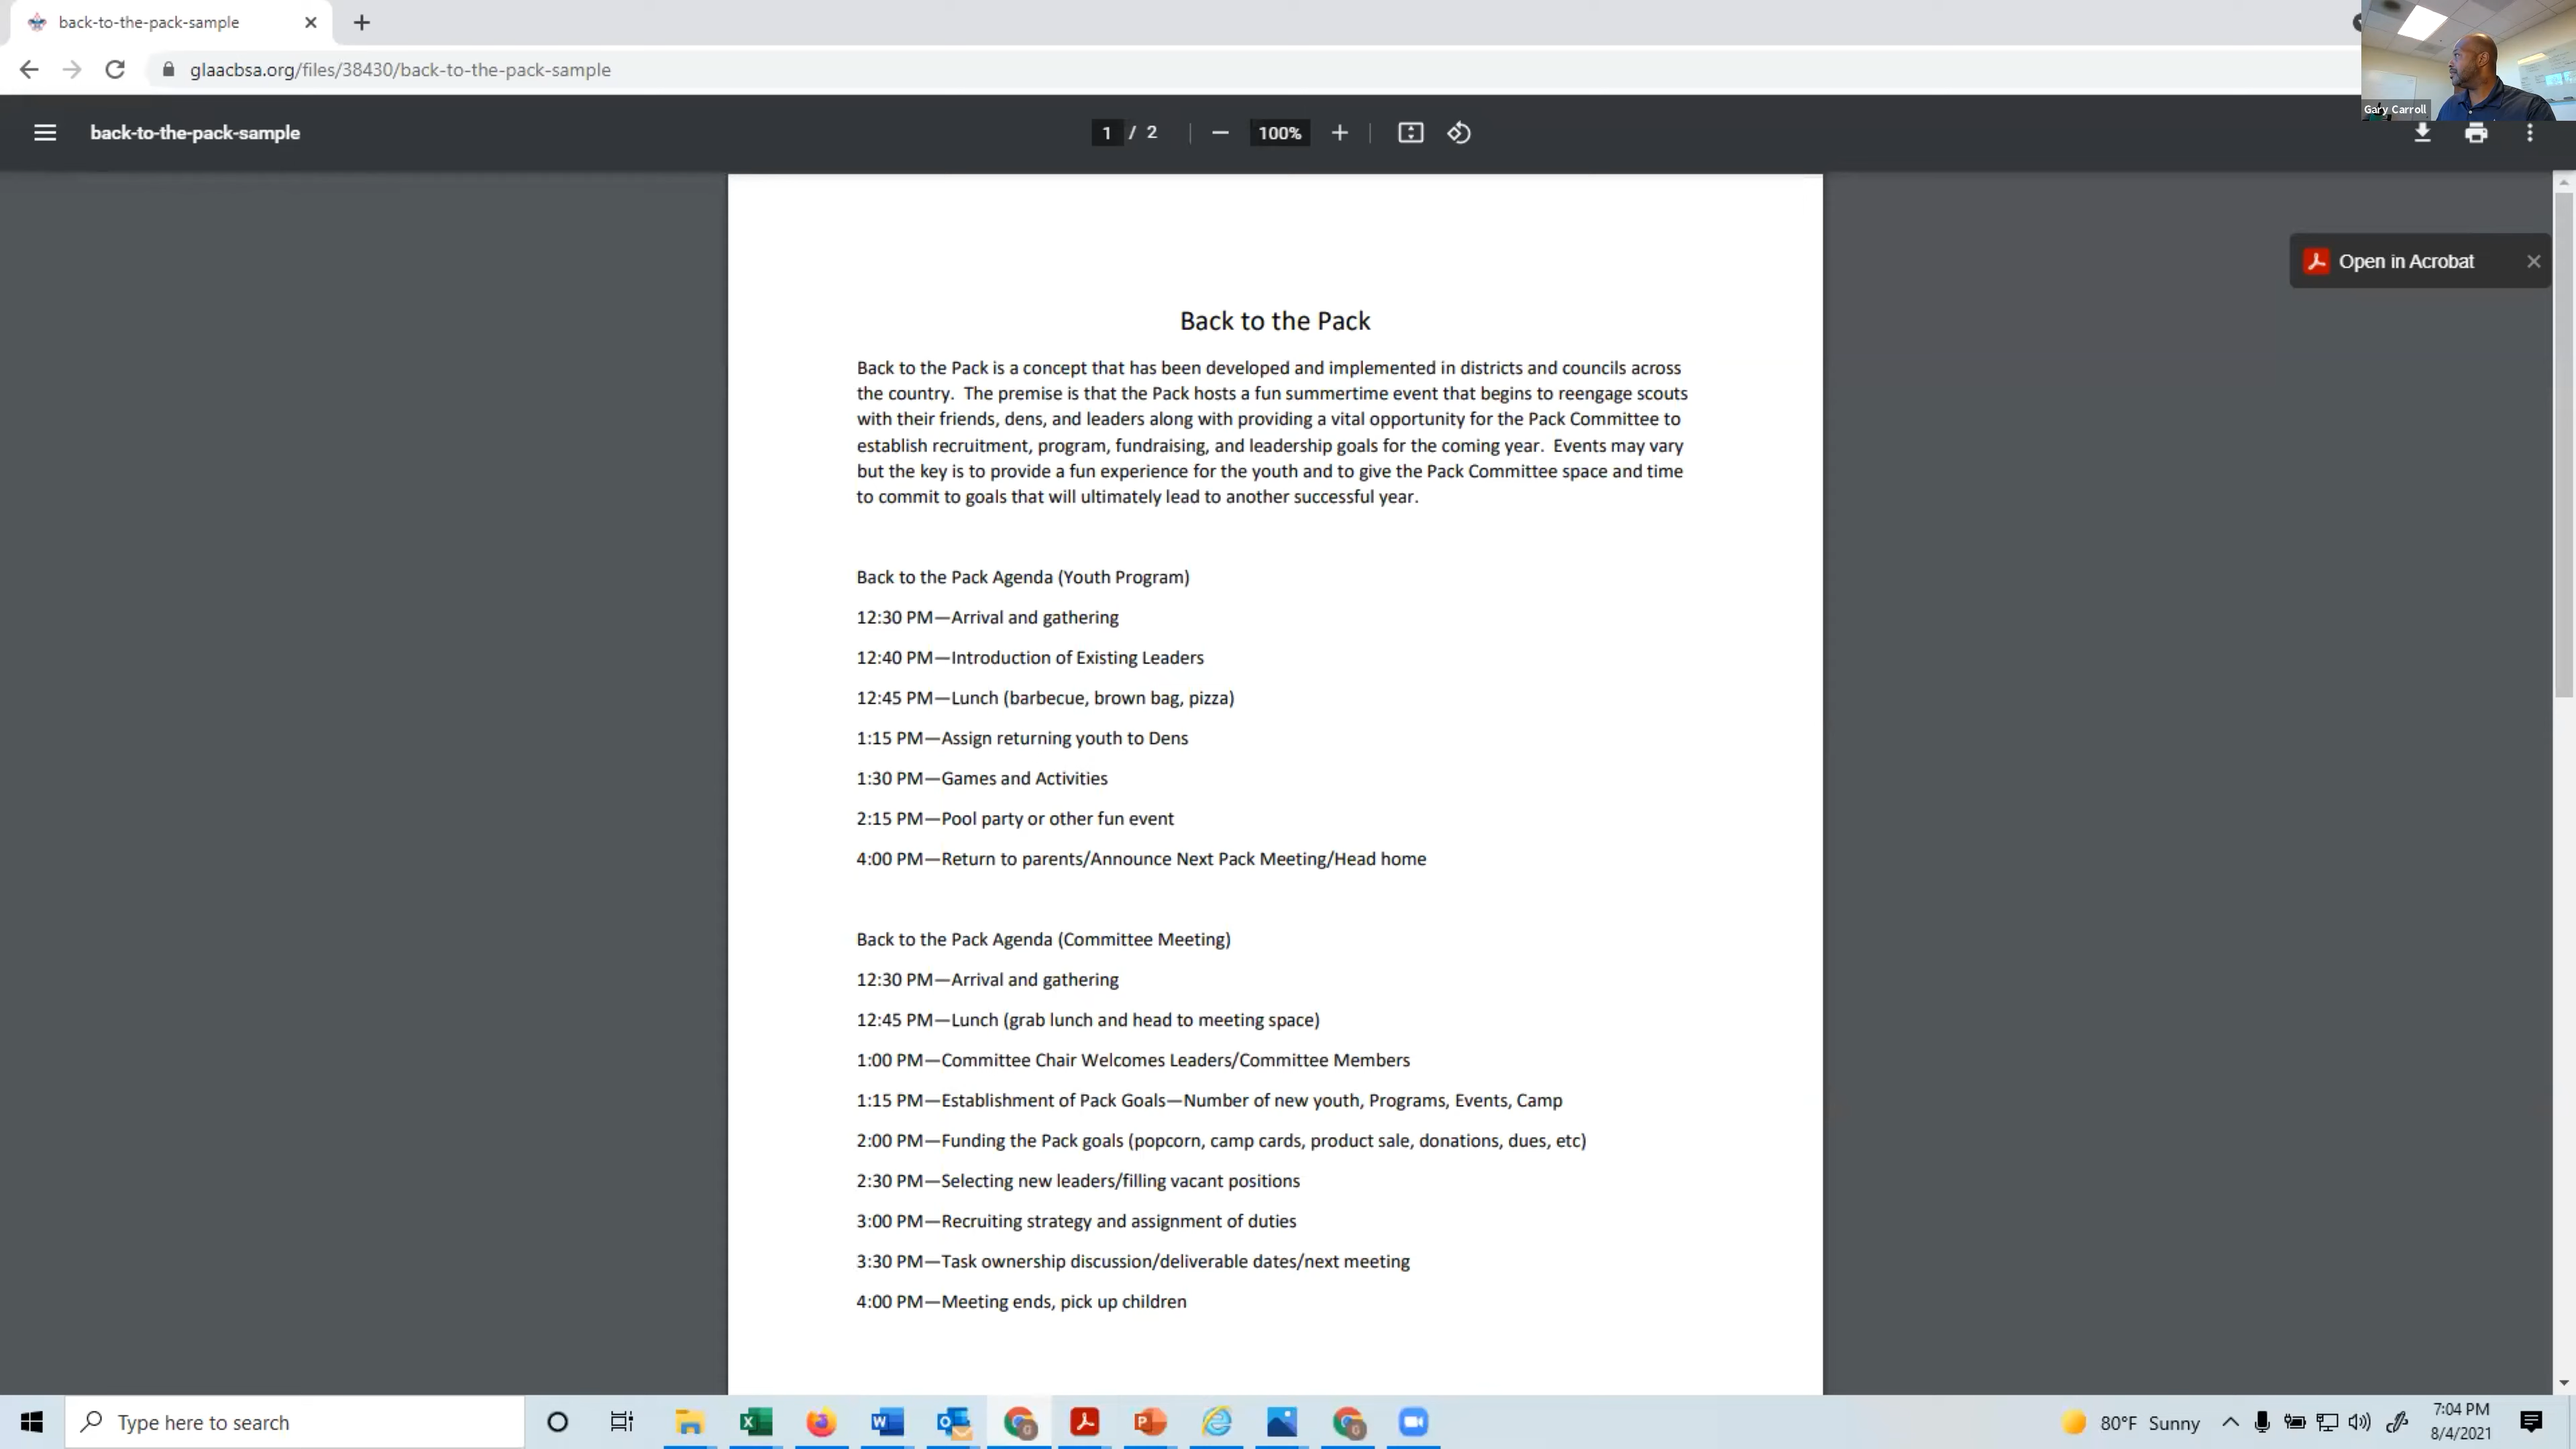 back-to-the-pack-sample
glaacbsa.org/files/38430/back-to-the-pack-sample
Gary Carroll
back-to-the-pack-sample
1 / 2
100%
Open in Acrobat
Back to the Pack
Back to the Pack is a concept that has been developed and implemented in districts and councils across
the country.  The premise is that the Pack hosts a fun summertime event that begins to reengage scouts
with their friends, dens, and leaders along with providing a vital opportunity for the Pack Committee to
establish recruitment, program, fundraising, and leadership goals for the coming year.  Events may vary
but the key is to provide a fun experience for the youth and to give the Pack Committee space and time
to commit to goals that will ultimately lead to another successful year.
Back to the Pack Agenda (Youth Program)
12:30 PM—Arrival and gathering
12:40 PM—Introduction of Existing Leaders
12:45 PM—Lunch (barbecue, brown bag, pizza)
1:15 PM—Assign returning youth to Dens
1:30 PM—Games and Activities
2:15 PM—Pool party or other fun event
4:00 PM—Return to parents/Announce Next Pack Meeting/Head home
Back to the Pack Agenda (Committee Meeting)
12:30 PM—Arrival and gathering
12:45 PM—Lunch (grab lunch and head to meeting space)
1:00 PM—Committee Chair Welcomes Leaders/Committee Members
1:15 PM—Establishment of Pack Goals—Number of new youth, Programs, Events, Camp
2:00 PM—Funding the Pack goals (popcorn, camp cards, product sale, donations, dues, etc)
2:30 PM—Selecting new leaders/filling vacant positions
3:00 PM—Recruiting strategy and assignment of duties
3:30 PM—Task ownership discussion/deliverable dates/next meeting
4:00 PM—Meeting ends, pick up children
Type here to search
80°F Sunny
7:04 PM
8/4/2021